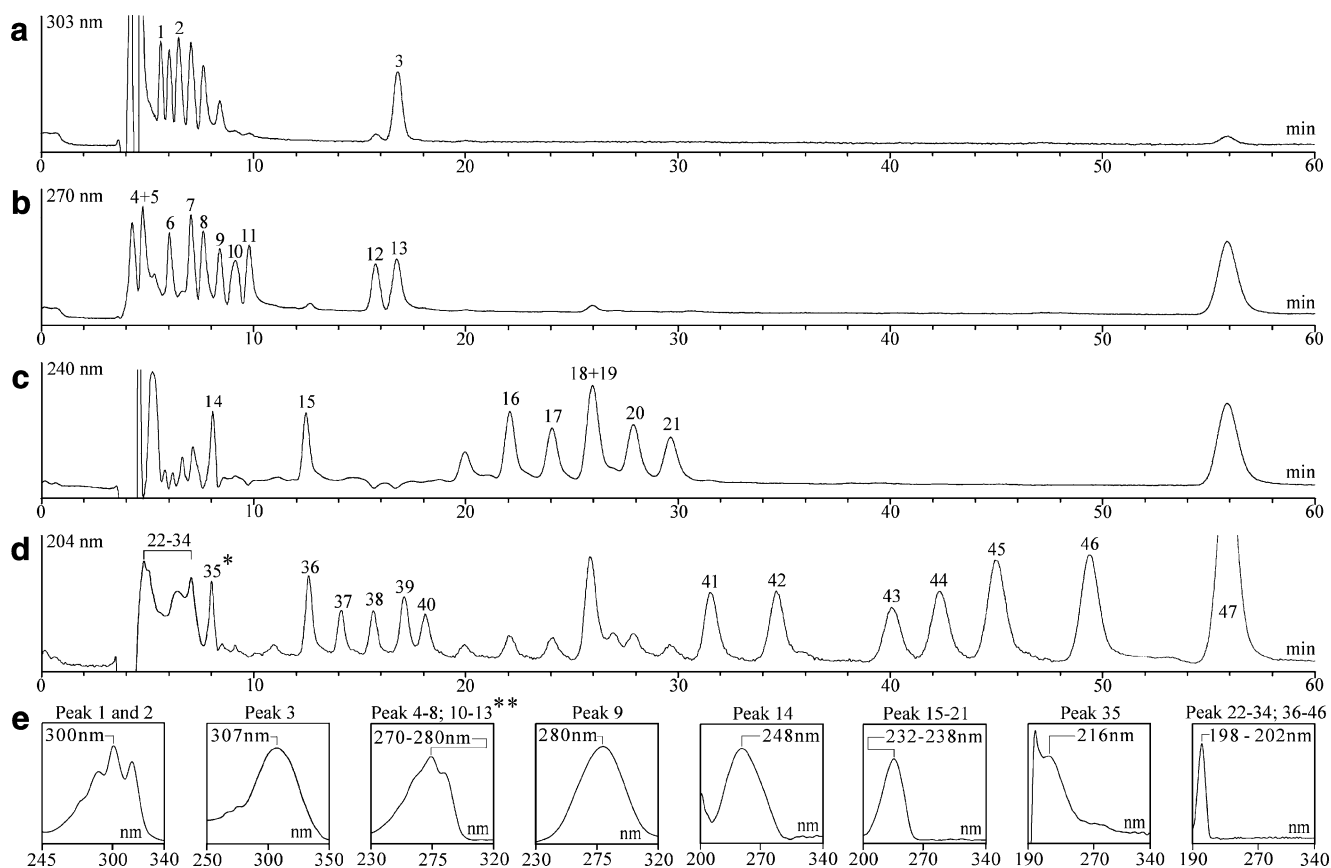 a
303 nm
1
2
3
min
0 10 20 30 40 50 60
b
270 nm
4+5
6
7
8
9
10
11
12
13
min
0 10 20 30 40 50 60
c
240 nm
14
15
16
17
18+19
20
21
min
0 10 20 30 40 50 60
d
204 nm
22-34
35*
36
37
38
39
40
41
42
43
44
45
46
47
min
0 10 20 30 40 50 60
e
Peak 1 and 2
300nm
nm
245 300 340
Peak 3
307nm
nm
250 300 350
Peak 4-8; 10-13**
270-280nm
nm
230 275 320
Peak 9
280nm
nm
230 275 320
Peak 14
248nm
nm
200 270 340
Peak 15-21
232-238nm
nm
200 270 340
Peak 35
216nm
nm
190 270 340
Peak 22-34; 36-46
198 - 202nm
nm
190 270 340